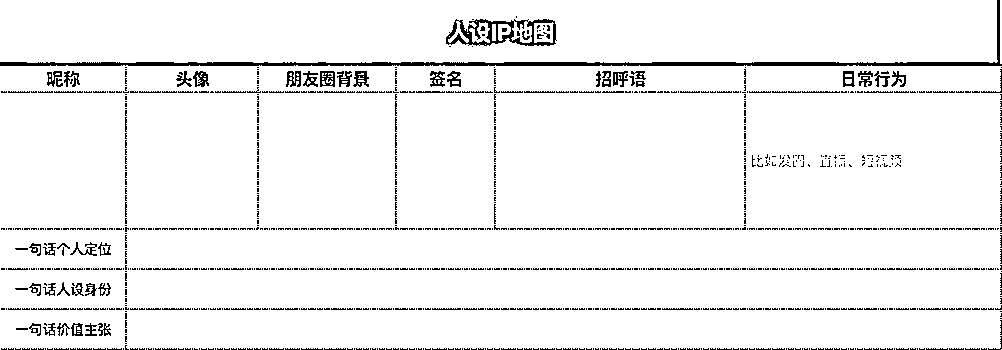 人设IP地图
昵称 头像 朋友圈背景 签名 招呼语 日常行为
比如发圈、直播、短视频
一句话个人定位
一句话人设身份
一句话价值主张